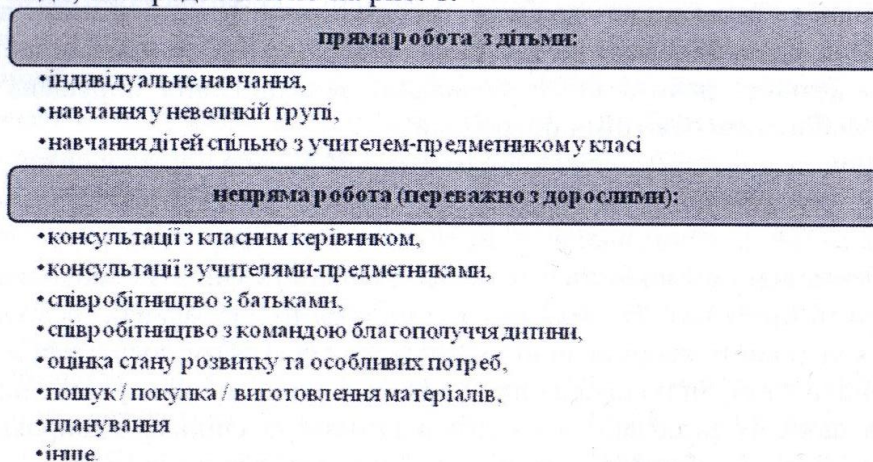 пряма робота з дітьми:
•індивідуальне навчання,
•навчання у невеликій групі,
•навчання дітей спільно з учителем-предметником у класі
непряма робота (переважно з дорослими):
•консультації з класним керівником,
•консультації з учителями-предметниками,
•співробітництво з батьками,
•співробітництво з командою благополуччя дитини,
•оцінка стану розвитку та особливих потреб,
•пошук / покупка / виготовлення матеріалів,
•планування
•інше.